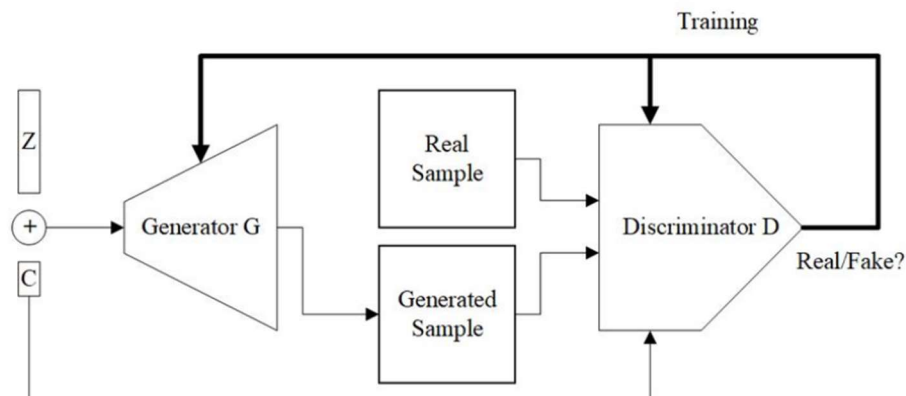 Training
Z
+
C
Generator G
Real
Sample
Generated
Sample
Discriminator D
Real/Fake?